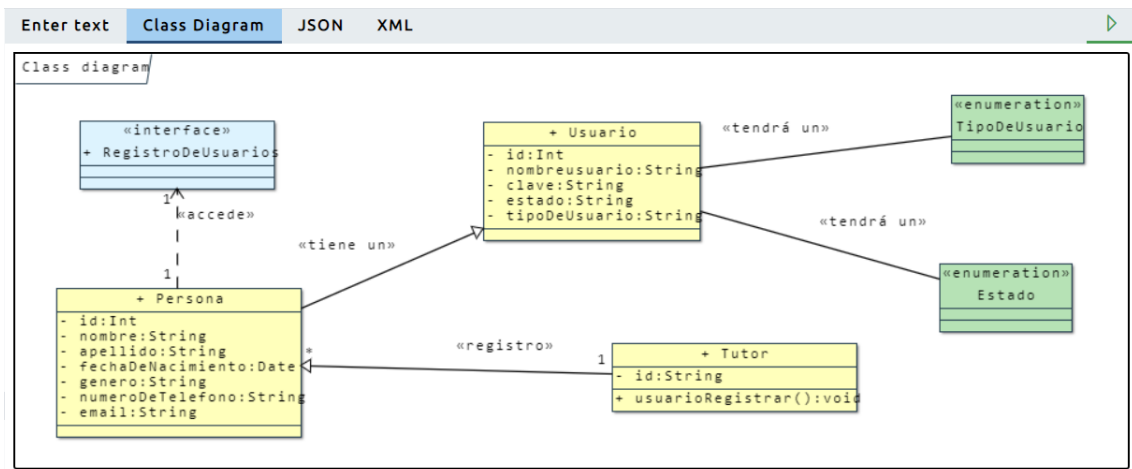 Enter text Class Diagram JSON XML
Class diagram
«interface»
+ RegistroDeUsuarios
1
«accede»
1
+ Persona
- id:Int
- nombre:String
- apellido:String
- fechaDeNacimiento:Date
- genero:String
- numeroDeTelefono:String
- email:String
«tiene un»
+ Usuario
- id:Int
- nombreusuario:String
- clave:String
- estado:String
- tipoDeUsuario:String
«tendrá un»
«enumeration»
TipoDeUsuario
«tendrá un»
«enumeration»
Estado
*
«registro»
1
+ Tutor
- id:String
+ usuarioRegistrar():void